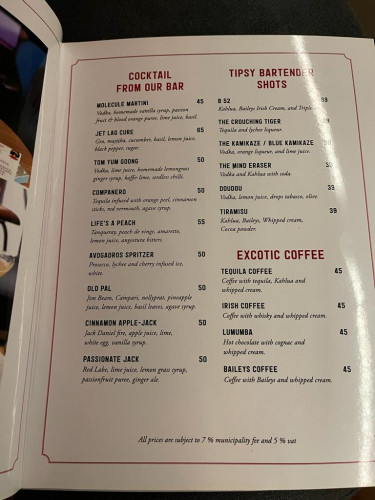 COCKTAIL
FROM OUR BAR
MOLECULE MARTINI 45
Vodka, homemade vanilla syrup, passion
fruit & blood orange puree, lime juice, basil.
JET LAG CURE 65
Gin, matcha, cucumber, basil, lemon juice,
black pepper, sugar.
TOM YUM GOONG 50
Vodka, lime juice, homemade lemongrass
ginger syrup, kaffir lime, seedless chilli.
COMPANERO 50
Tequila infused with orange peel, cinnamon
sticks, red vermouth, agave syrup.
LIFE'S A PEACH 55
Tanqueray, peach de vingy, amaretto,
lemon juice, angostura bitters.
AVOGADROS SPRITZER 50
Prosecco, lychee and cherry infused ice,
white.
OLD PAL 50
Jim Beam, Campari, nollyprat, pineapple
juice, lemon juice, basil leaves, agave syrup.
CINNAMON APPLE-JACK 50
Jack Daniel fire, apple juice, lime,
white egg, vanilla syrup.
PASSIONATE JACK 50
Red Labe, lime juice, lemon grass syrup,
passionfruit puree, ginger ale.
TIPSY BARTENDER
SHOTS
B 52 39
Kahlua, Baileys Irish Cream, and Triple
THE CROUCHING TIGER
Tequila and lychee liqueur
THE KAMIKAZE / BLUE KAMIKAZE
Vodka, orange liqueur, and lime juice.
THE MIND ERASER
Vodka and Kahlua with soda.
DOUDOU 39
Vodka, lemon juice, drops tabasco, olive.
TIRAMISU 39
Kahlua, Baileys, Whipped cream,
Cocoa powder.
EXCOTIC COFFEE
TEQUILA COFFEE 45
Coffee with tequila, Kahlua and
whipped cream.
IRISH COFFEE 45
Coffee with whisky and whipped cream.
LUMUMBA 45
Hot chocolate with cognac and
whipped cream.
BAILEYS COFFEE 45
Coffee with Baileys and whipped cream.
All prices are subject to 7 % municipality fee and 5 % vat